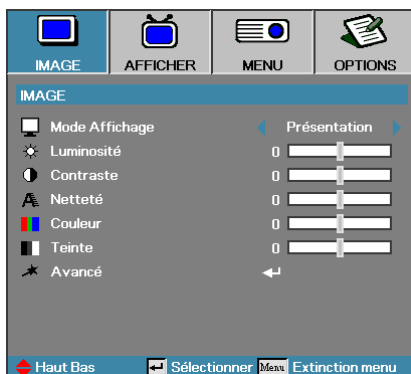 IMAGE AFFICHER MENU OPTIONS
IMAGE
Mode Affichage Présentation
Luminosité 0
Contraste 0
Netteté 0
Couleur 0
Teinte 0
Avancé
Haut Bas Sélectionner Menu Extinction menu